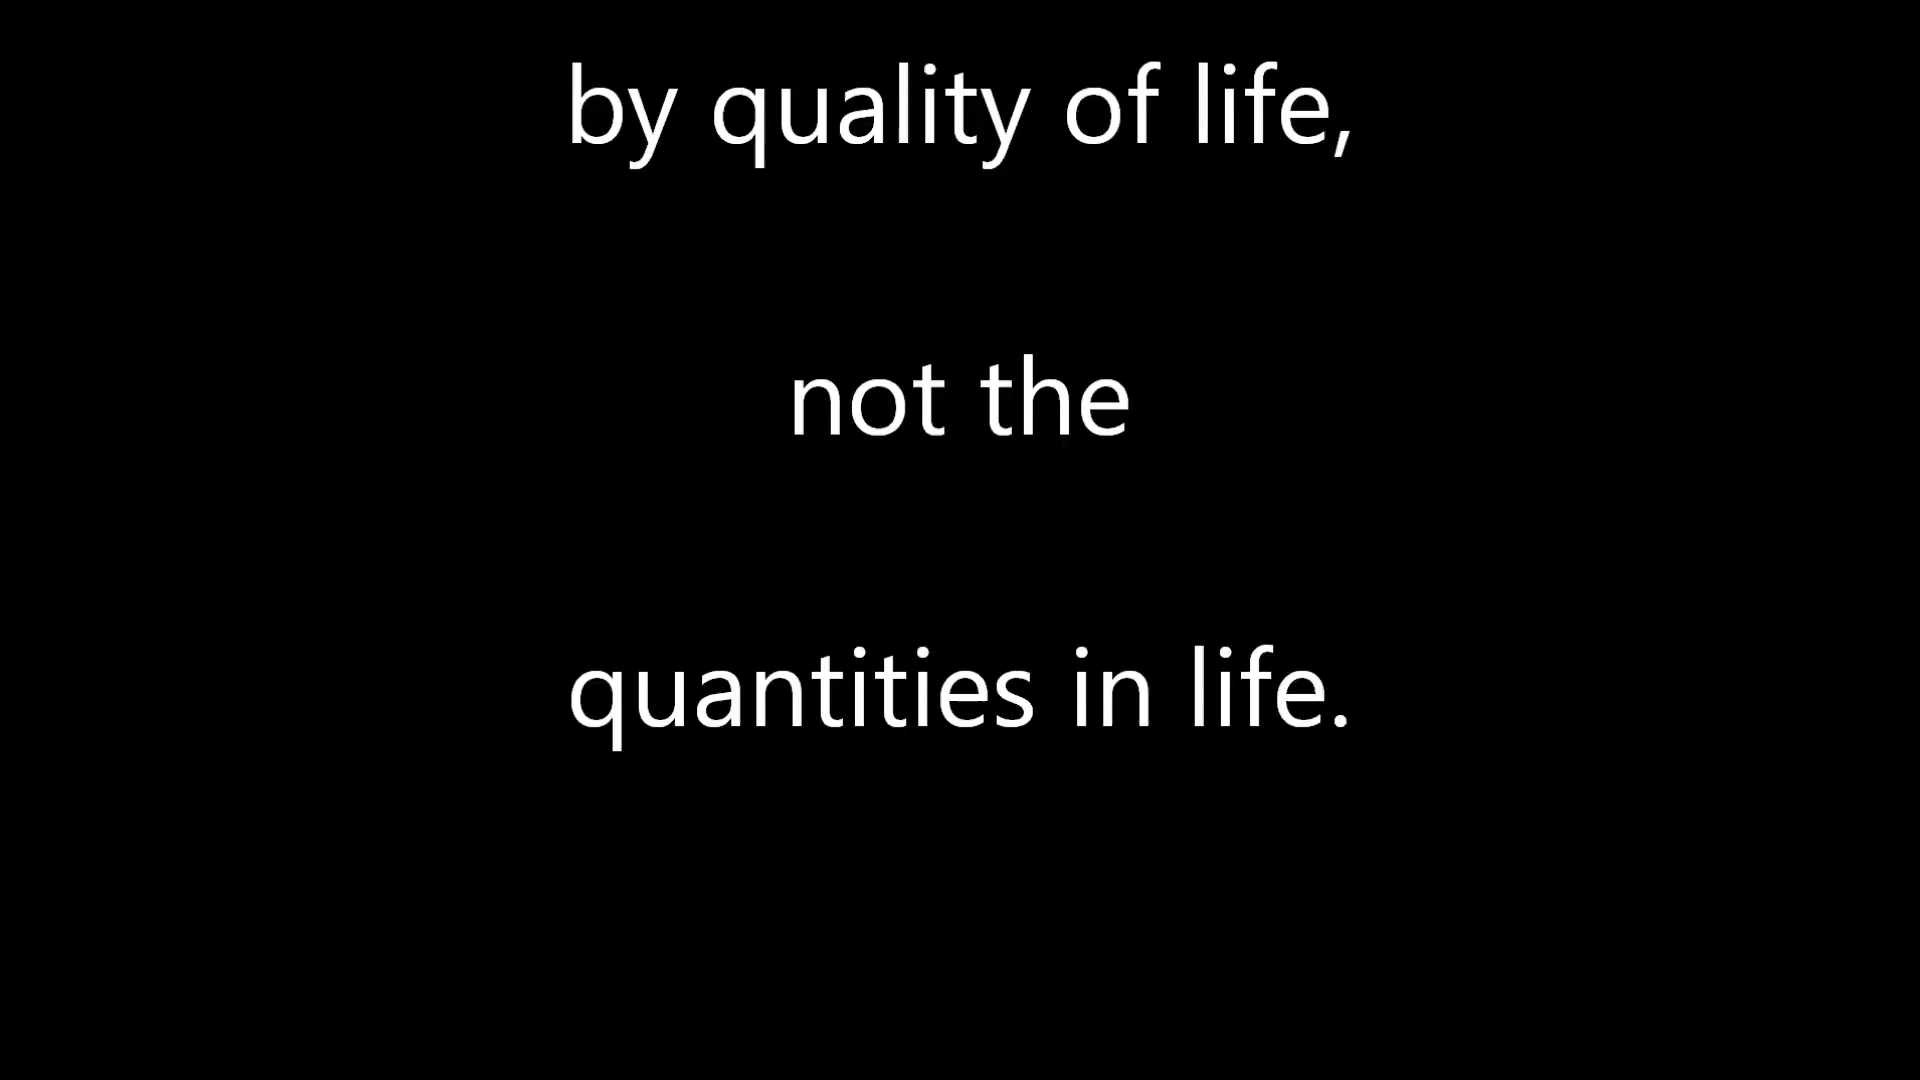 by quality of life,
not the
quantities in life.